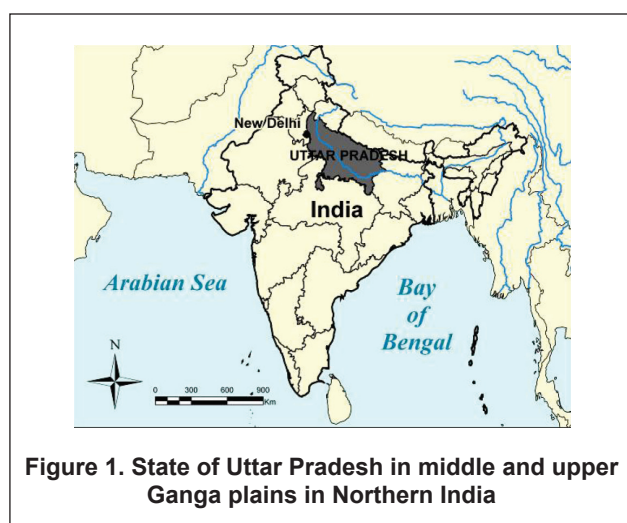 New Delhi
UTTAR PRADESH
India
Arabian Sea
Bay
of
Bengal
N
0 300 600 900
Km
Figure 1. State of Uttar Pradesh in middle and upper
Ganga plains in Northern India